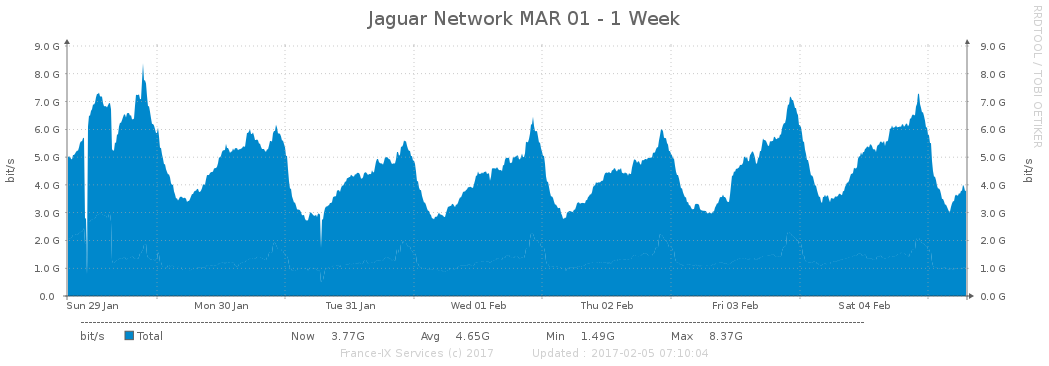 Jaguar Network MAR 01 - 1 Week
RRDTOOL / TOBI OETIKER
9.0 G 9.0 G
8.0 G 8.0 G
7.0 G 7.0 G
6.0 G 6.0 G
5.0 G 5.0 G
4.0 G 4.0 G
3.0 G 3.0 G
2.0 G 2.0 G
1.0 G 1.0 G
0.0 0.0 G
bit/s
bit/s
Sun 29 Jan Mon 30 Jan Tue 31 Jan Wed 01 Feb Thu 02 Feb Fri 03 Feb Sat 04 Feb
bit/s Total Now 3.77G Avg 4.65G Min 1.49G Max 8.37G
France-IX Services (c) 2017 Updated : 2017-02-05 07:10:04